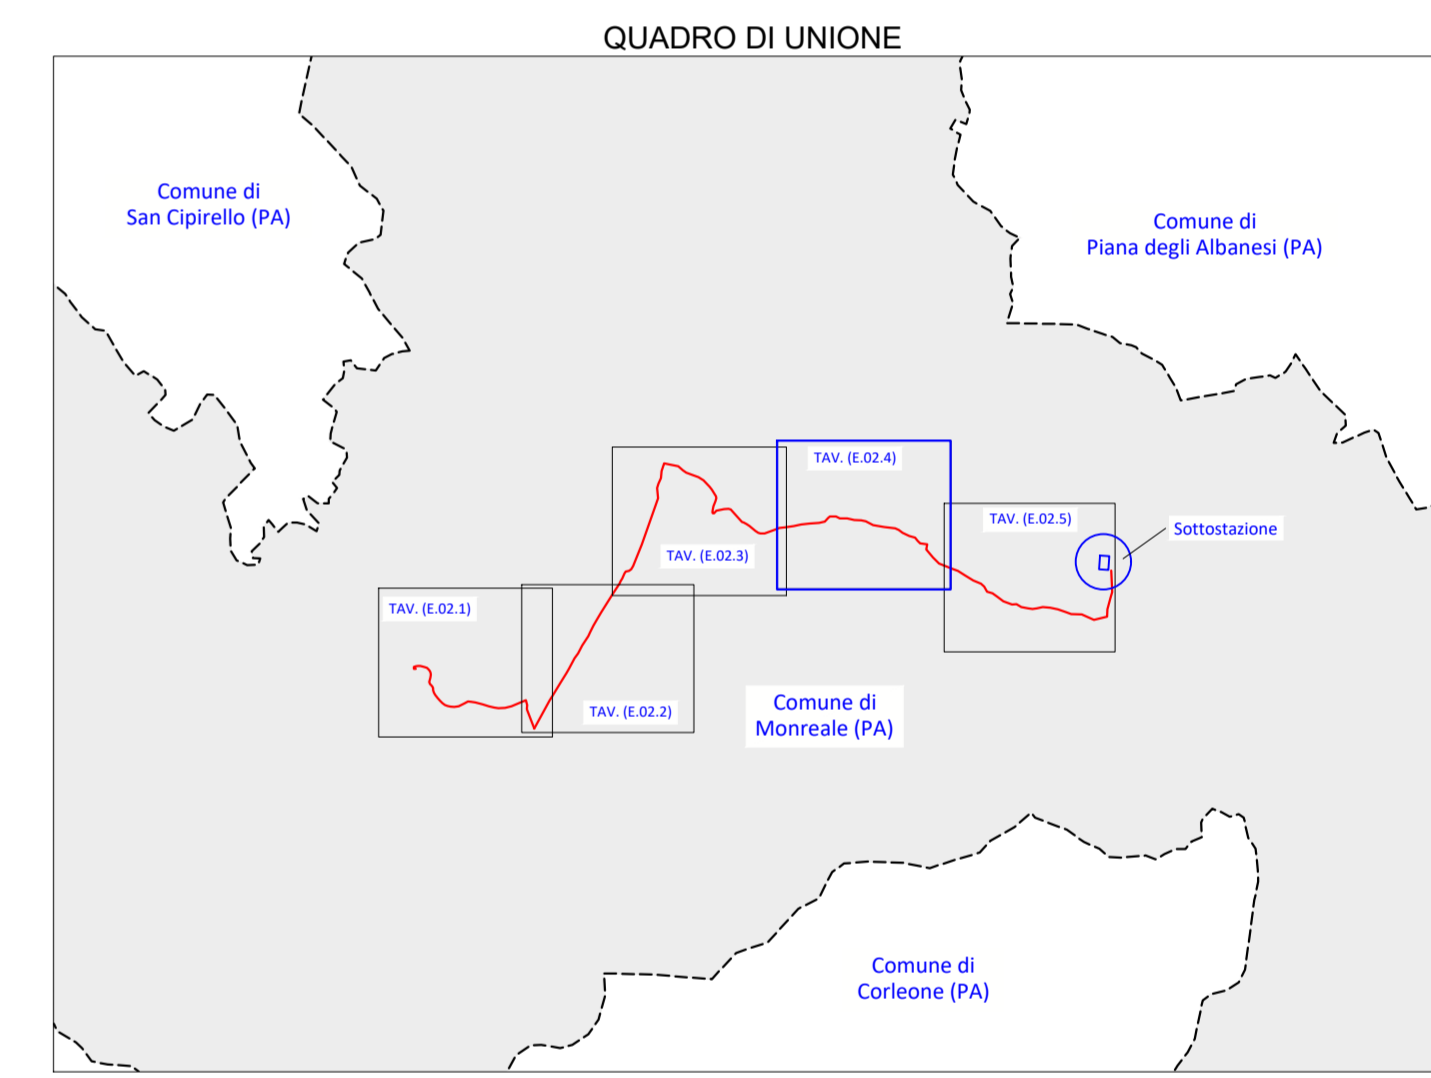 QUADRO DI UNIONE
Comune di
San Cipirello (PA)
Comune di
Piana degli Albanesi (PA)
TAV. (E.02.4)
TAV. (E.02.5)
Sottostazione
TAV. (E.02.3)
TAV. (E.02.1)
TAV. (E.02.2)
Comune di
Monreale (PA)
Comune di
Corleone (PA)